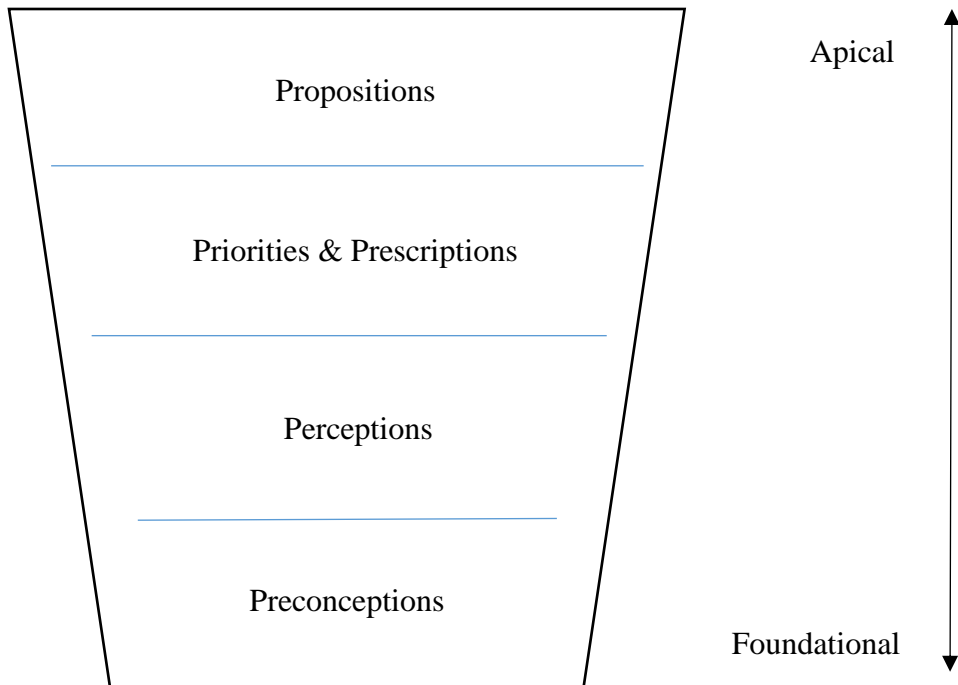 Apical
Propositions
Priorities & Prescriptions
Perceptions
Preconceptions
Foundational